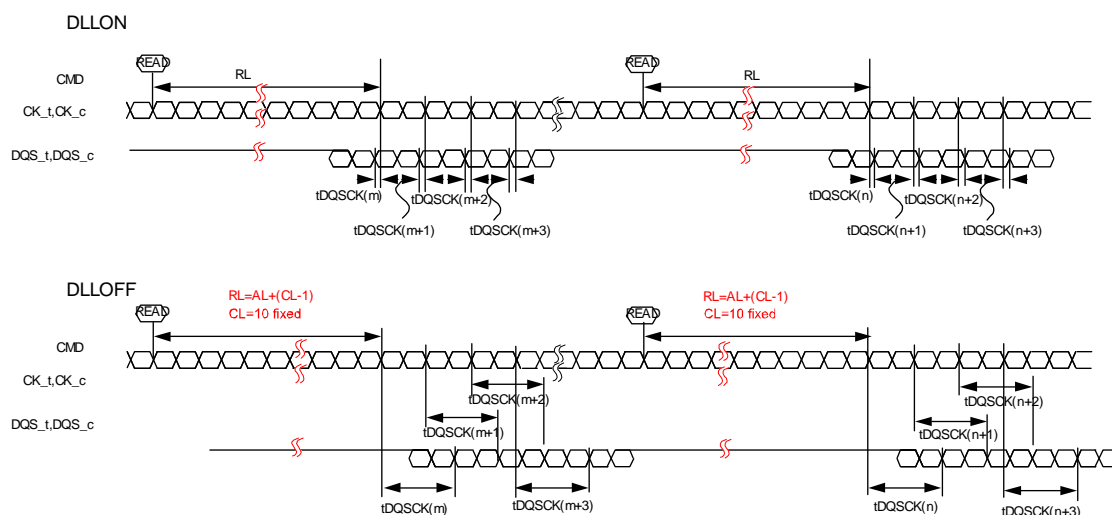 DLLON
READ
READ
CMD
RL
RL
CK_t,CK_c
DQS_t,DQS_c
tDQSCK(m)
tDQSCK(m+2)
tDQSCK(m+1)
tDQSCK(m+3)
tDQSCK(n)
tDQSCK(n+2)
tDQSCK(n+1)
tDQSCK(n+3)
DLLOFF
READ
RL=AL+(CL-1)
CL=10 fixed
READ
RL=AL+(CL-1)
CL=10 fixed
CMD
CK_t,CK_c
DQS_t,DQS_c
tDQSCK(m+2)
tDQSCK(m+1)
tDQSCK(m)
tDQSCK(m+3)
tDQSCK(n+2)
tDQSCK(n+1)
tDQSCK(n)
tDQSCK(n+3)